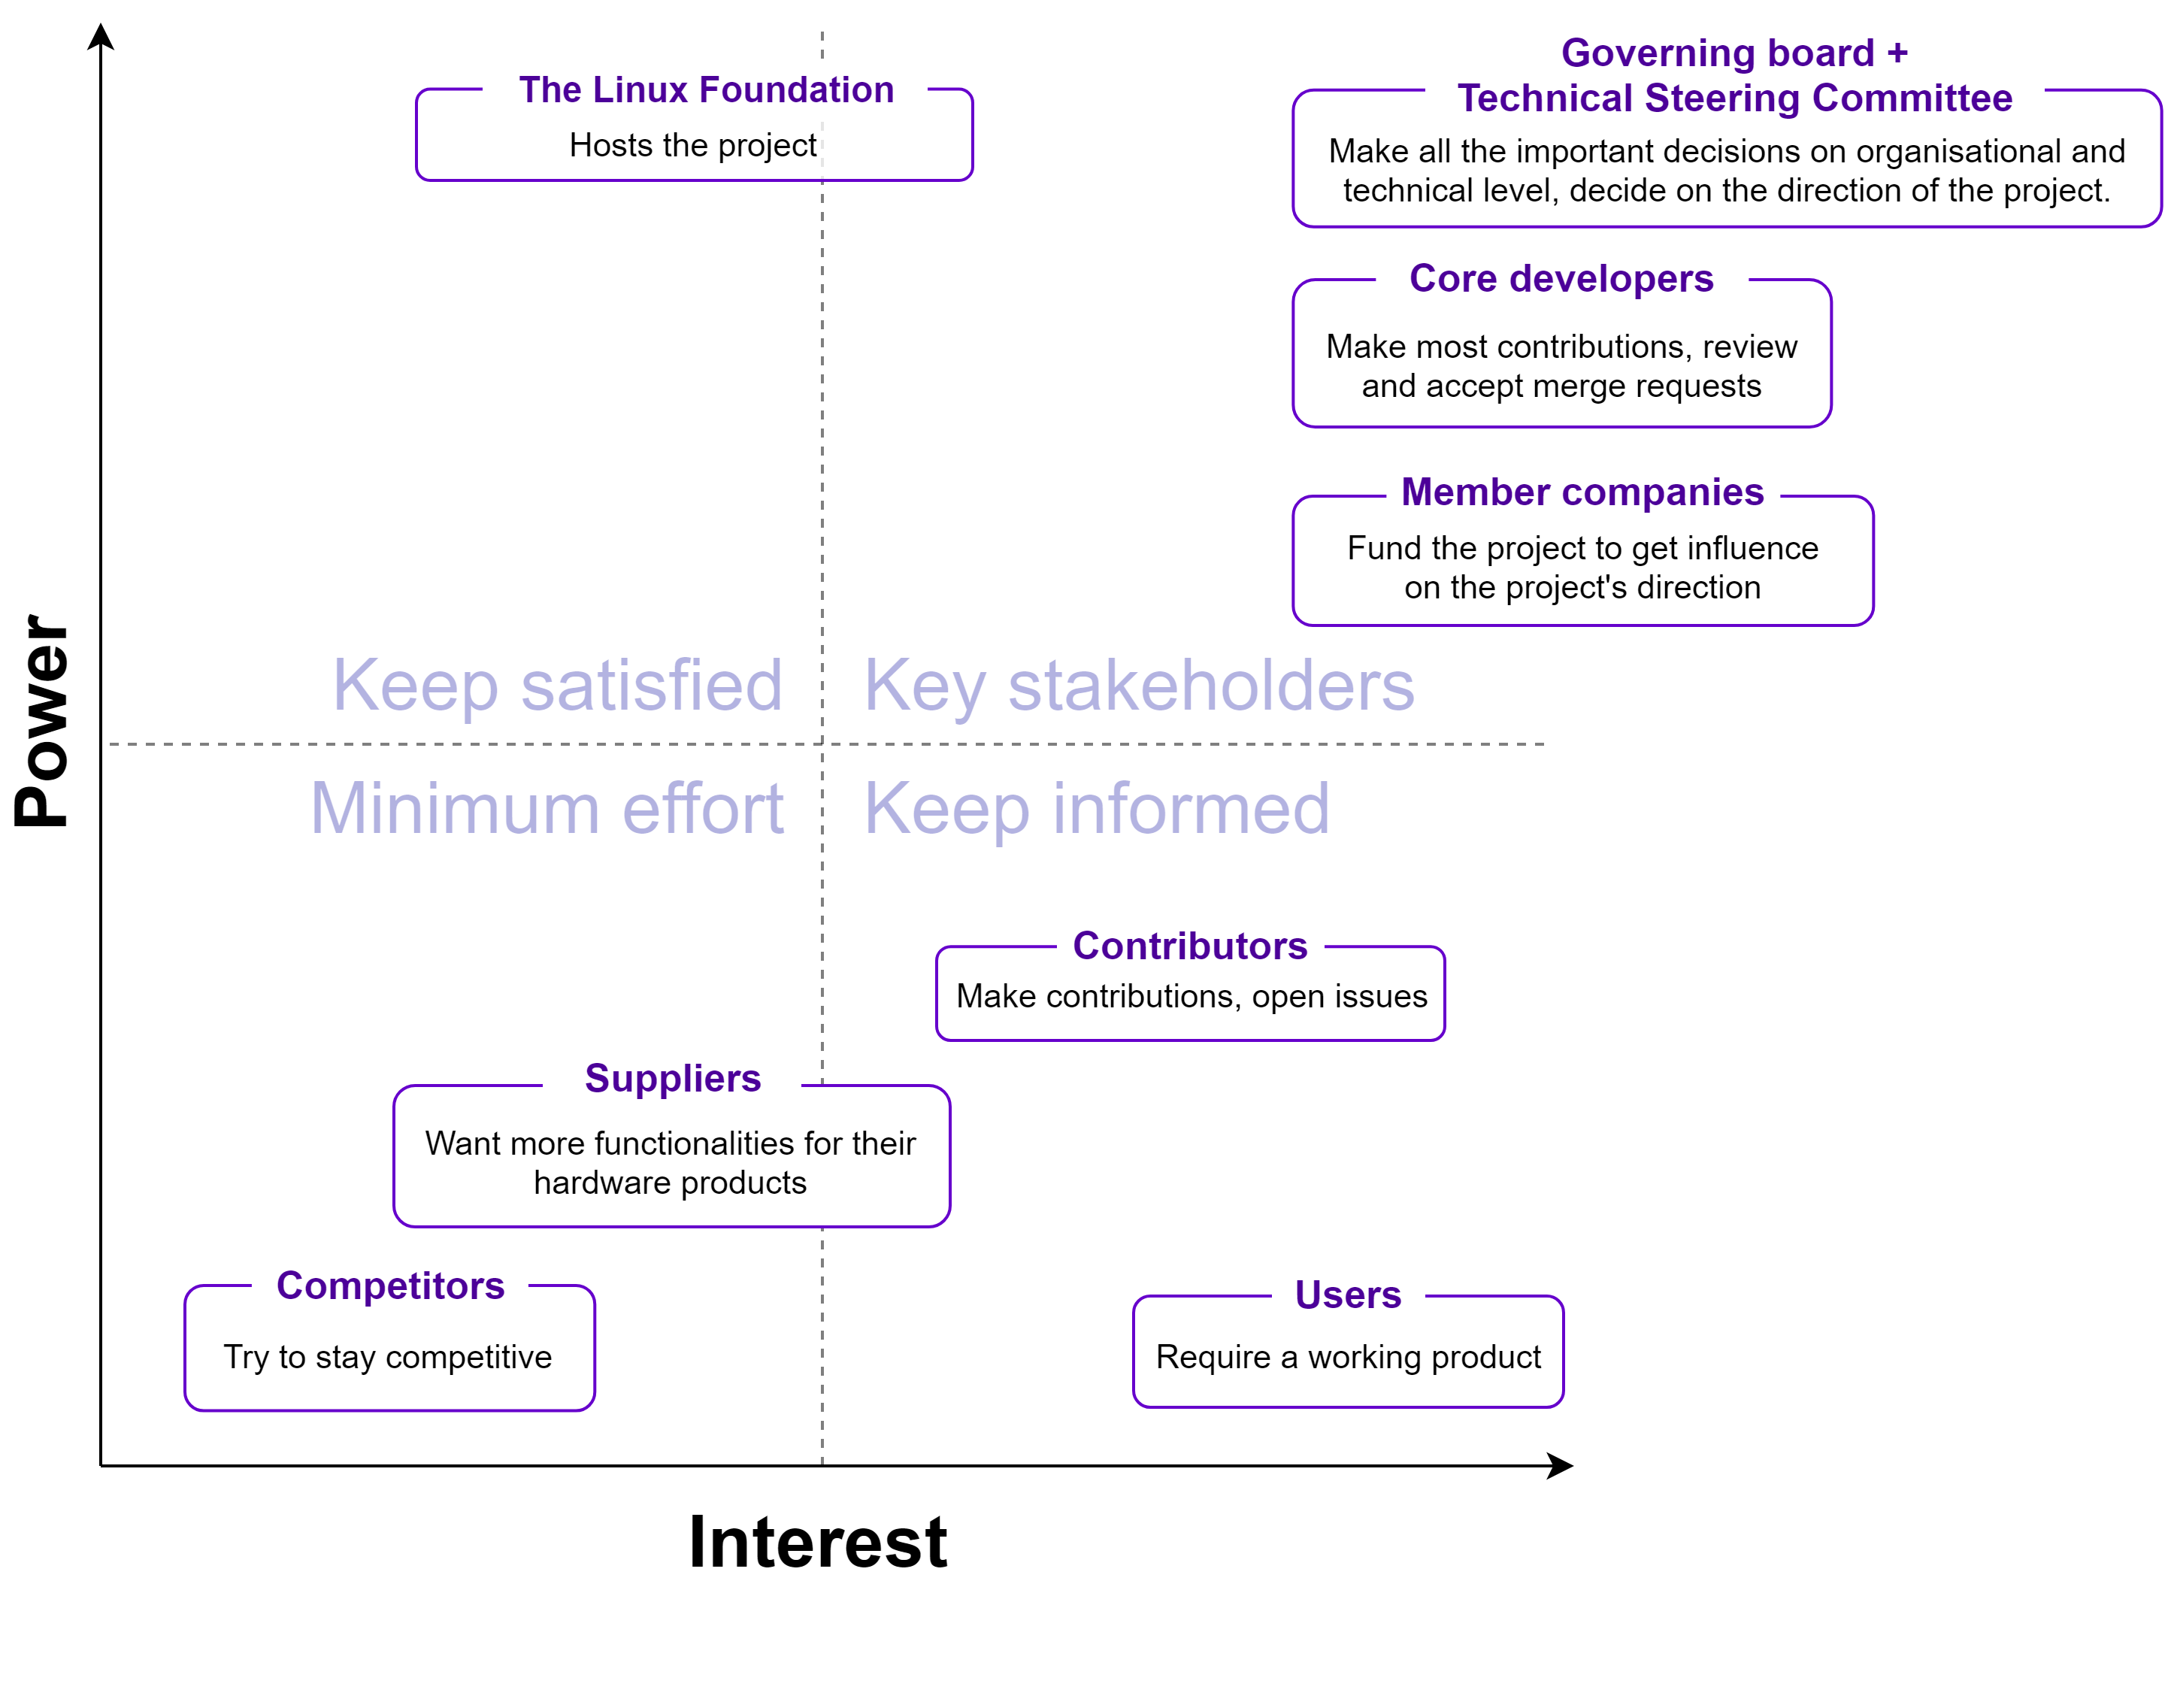 The Linux Foundation
Hosts the project
Governing board +
Technical Steering Committee
Make all the important decisions on organisational and
technical level, decide on the direction of the project.
Core developers
Make most contributions, review
and accept merge requests
Member companies
Fund the project to get influence
on the project's direction
Power
Keep satisfied
Key stakeholders
Minimum effort
Keep informed
Contributors
Make contributions, open issues
Suppliers
Want more functionalities for their
hardware products
Competitors
Try to stay competitive
Users
Require a working product
Interest